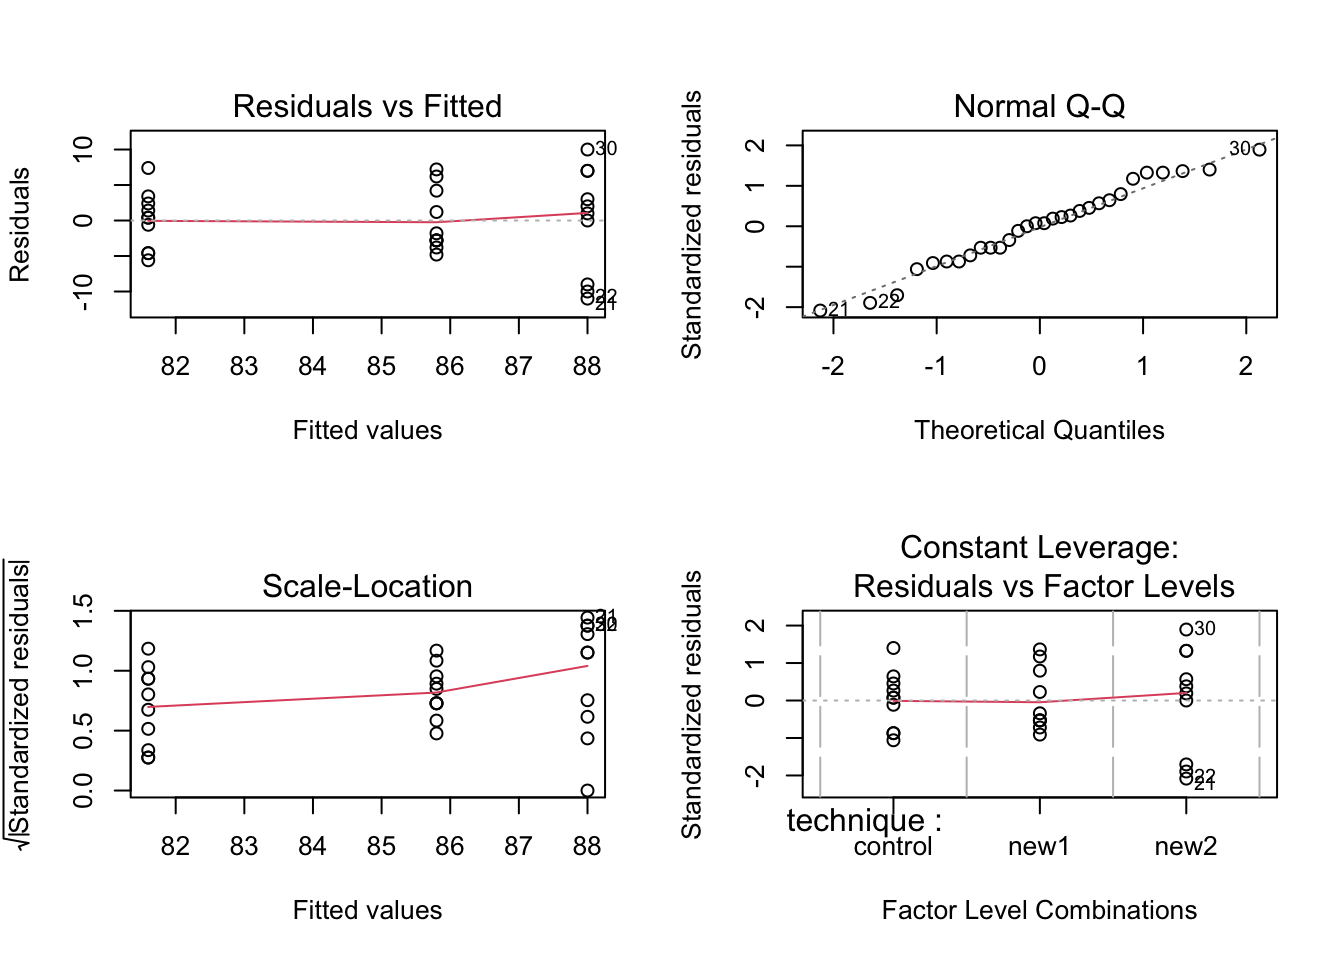 Residuals vs Fitted
Residuals
10
0
-10
30
22
21
82 83 84 85 86 87 88
Fitted values
Normal Q-Q
Standardized residuals
2
1
0
-2
30
21
22
-2 -1 0 1 2
Theoretical Quantiles
Scale-Location
√|Standardized residuals|
1.5
1.0
0.5
0.0
21
30
22
82 83 84 85 86 87 88
Fitted values
Constant Leverage:
Residuals vs Factor Levels
Standardized residuals
2
1
0
-2
30
22
21
technique :
control new1 new2
Factor Level Combinations